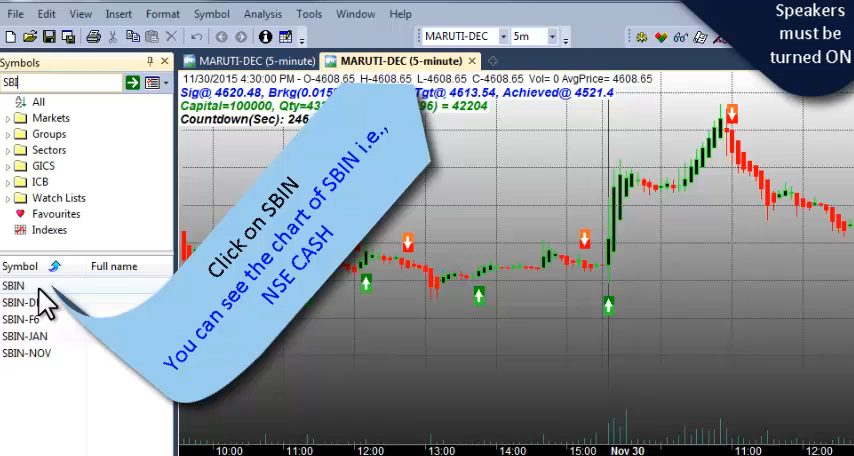 File Edit View Insert Format Symbol Analysis Tools Window Help
MARUTI-DEC 5m
Speakers
must be
turned ON
Symbols
SBI
MARUTI-DEC (5-minute) MARUTI-DEC (5-minute)
11/30/2015 4:30:00 PM - O-4608.65 H-4608.65 L-4608.65 C-4608.65 Vol= 0 AvgPrice= 4608.65
Sig@ 4620.48, Brkg(0.015 Tgt@ 4613.54, Achieved@ 4521.4
Capital=100000, Qty=43 96) = 42204
Countdown(Sec): 246
All
Markets
Groups
Sectors
GICS
ICB
Watch Lists
Favourites
Indexes
Symbol Full name
SBIN
SBIN-D
SBIN-F6
SBIN-JAN
SBIN-NOV
Click on SBIN
You can see the chart of SBIN i.e.,
NSE CASH
10:00 11:00 12:00 13:00 14:00 15:00 Nov 30 11:00 12:00